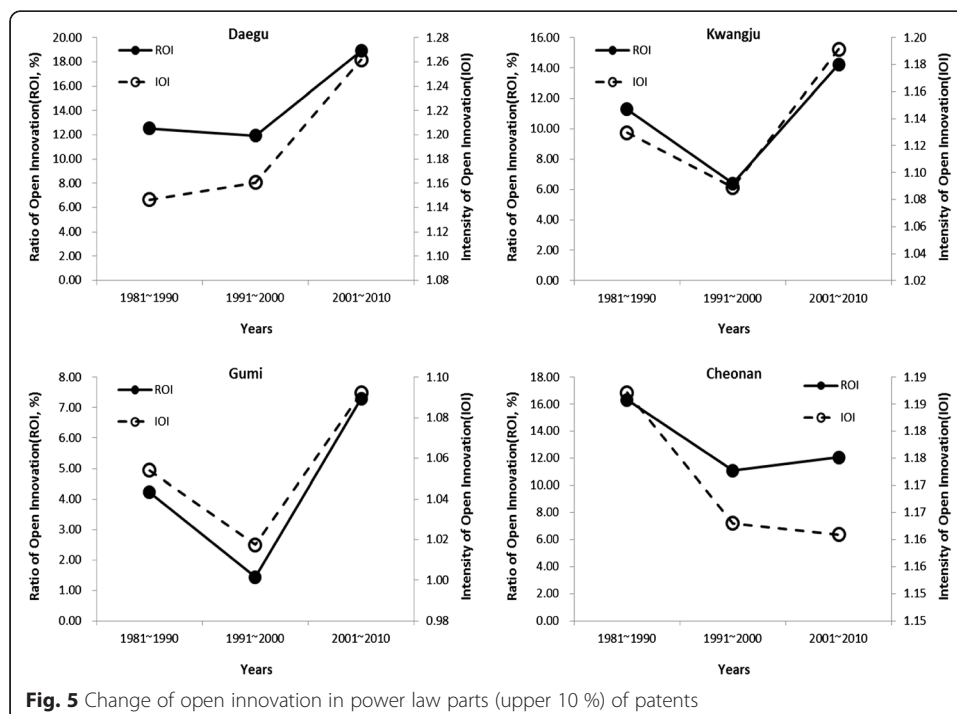 Daegu
Ratio of Open Innovation(ROI, %)
20.00
18.00
16.00
14.00
12.00
10.00
8.00
6.00
4.00
2.00
0.00
ROI
IOI
1.28
1.26
1.24
1.22
1.20
1.18
1.16
1.14
1.12
1.10
1.08
Intensity of Open Innovation(IOI)
1981~1990 1991~2000 2001~2010
Years
Kwangju
Ratio of Open Innovation(ROI, %)
16.00
14.00
12.00
10.00
8.00
6.00
4.00
2.00
0.00
ROI
IOI
1.20
1.18
1.16
1.14
1.12
1.10
1.08
1.06
1.04
1.02
Intensity of Open Innovation(IOI)
1981~1990 1991~2000 2001~2010
Years
Gumi
Ratio of Open Innovation(ROI, %)
8.00
7.00
6.00
5.00
4.00
3.00
2.00
1.00
0.00
ROI
IOI
1.10
1.08
1.06
1.04
1.02
1.00
0.98
Intensity of Open Innovation(IOI)
1981~1990 1991~2000 2001~2010
Years
Cheonan
Ratio of Open Innovation(ROI, %)
18.00
16.00
14.00
12.00
10.00
8.00
6.00
4.00
2.00
0.00
ROI
IOI
1.19
1.19
1.18
1.18
1.17
1.17
1.16
1.16
1.15
1.15
Intensity of Open Innovation(IOI)
1981~1990 1991~2000 2001~2010
Years
Fig. 5 Change of open innovation in power law parts (upper 10 %) of patents